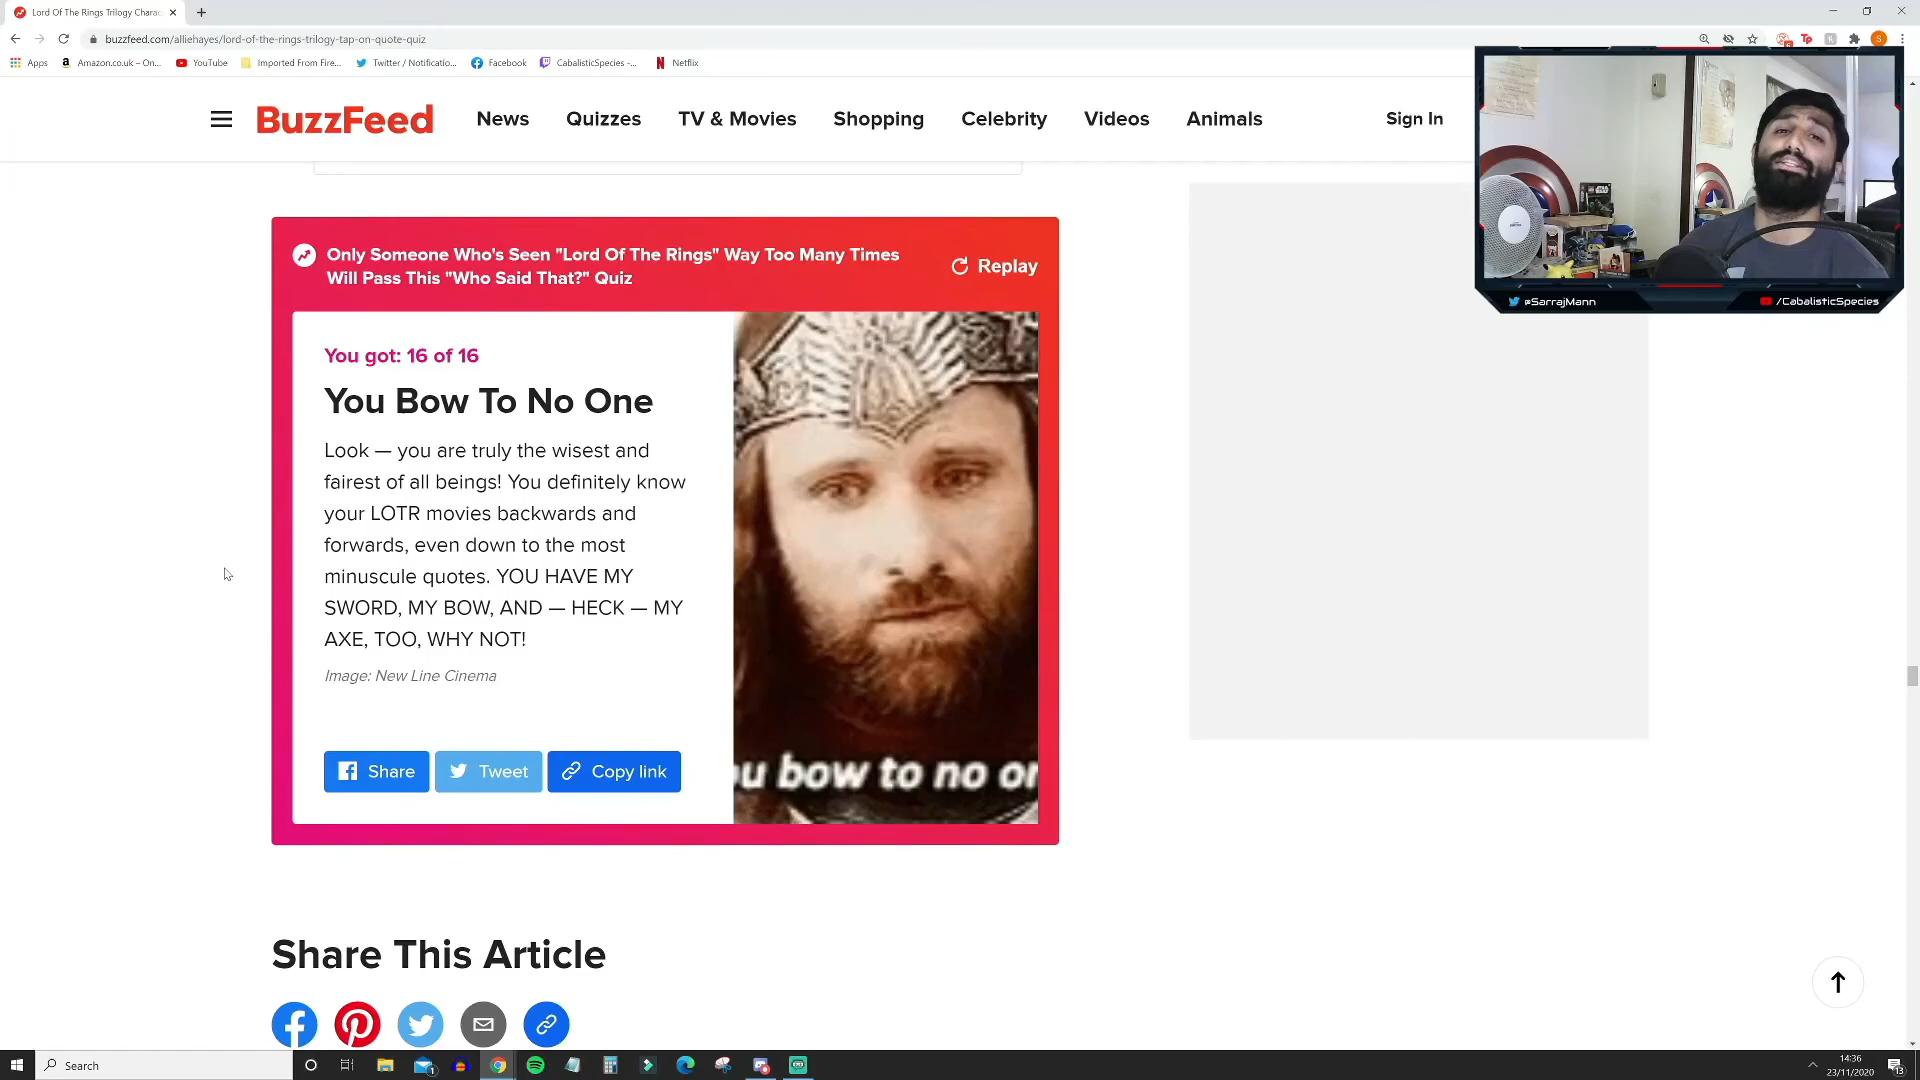 Lord Of The Rings Trilogy Charac
buzzfeed.com/alliehayes/lord-of-the-rings-trilogy-tap-on-quote-quiz
Apps
Amazon.co.uk – On...
YouTube
Imported From Fire...
Twitter / Notificatio...
Facebook
CabalisticSpecies -...
Netflix
BuzzFeed
News
Quizzes
TV & Movies
Shopping
Celebrity
Videos
Animals
Sign In
@SarrajMann
/CabalisticSpecies
Only Someone Who's Seen "Lord Of The Rings" Way Too Many Times
Will Pass This "Who Said That?" Quiz
Replay
You got: 16 of 16
You Bow To No One
Look — you are truly the wisest and
fairest of all beings! You definitely know
your LOTR movies backwards and
forwards, even down to the most
minuscule quotes. YOU HAVE MY
SWORD, MY BOW, AND — HECK — MY
AXE, TOO, WHY NOT!
Image: New Line Cinema
Share
Tweet
Copy link
ou bow to no on
Share This Article
Search
14:36
23/11/2020